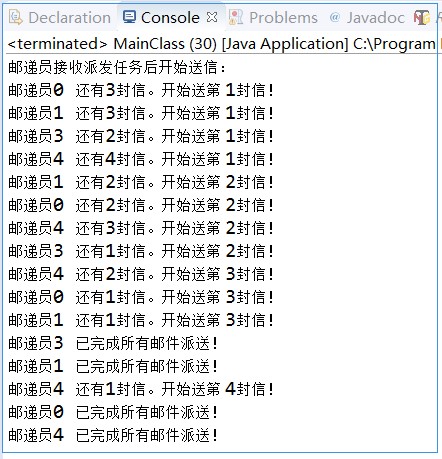 Declaration Console Problems @ Javadoc
<terminated> MainClass (30) [Java Application] C:\Program
邮递员接收派发任务后开始送信：
邮递员0 还有3封信。开始送第 1封信!
邮递员1 还有3封信。开始送第 1封信!
邮递员3 还有2封信。开始送第 1封信!
邮递员4 还有4封信。开始送第 1封信!
邮递员1 还有2封信。开始送第 2封信!
邮递员0 还有2封信。开始送第 2封信!
邮递员4 还有3封信。开始送第 2封信!
邮递员3 还有1封信。开始送第 2封信!
邮递员4 还有2封信。开始送第 3封信!
邮递员0 还有1封信。开始送第 3封信!
邮递员1 还有1封信。开始送第 3封信!
邮递员3 已完成所有邮件派送!
邮递员1 已完成所有邮件派送!
邮递员4 还有1封信。开始送第 4封信!
邮递员0 已完成所有邮件派送!
邮递员4 已完成所有邮件派送!